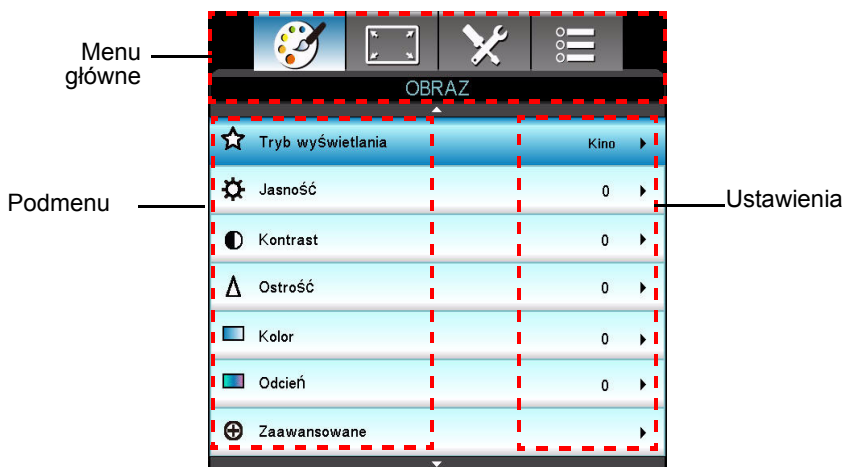 Menu
główne
OBRAZ
Tryb wyświetlania Kino
Jasność 0
Podmenu
Ustawienia
Kontrast 0
Ostrość 0
Kolor 0
Odcień 0
Zaawansowane